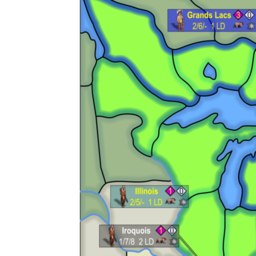 Grands Lacs 3
2/6/- 1 LD
Illinois 1
2/5/- 1 LD
Iroquois 1
1/7/8 2 LD